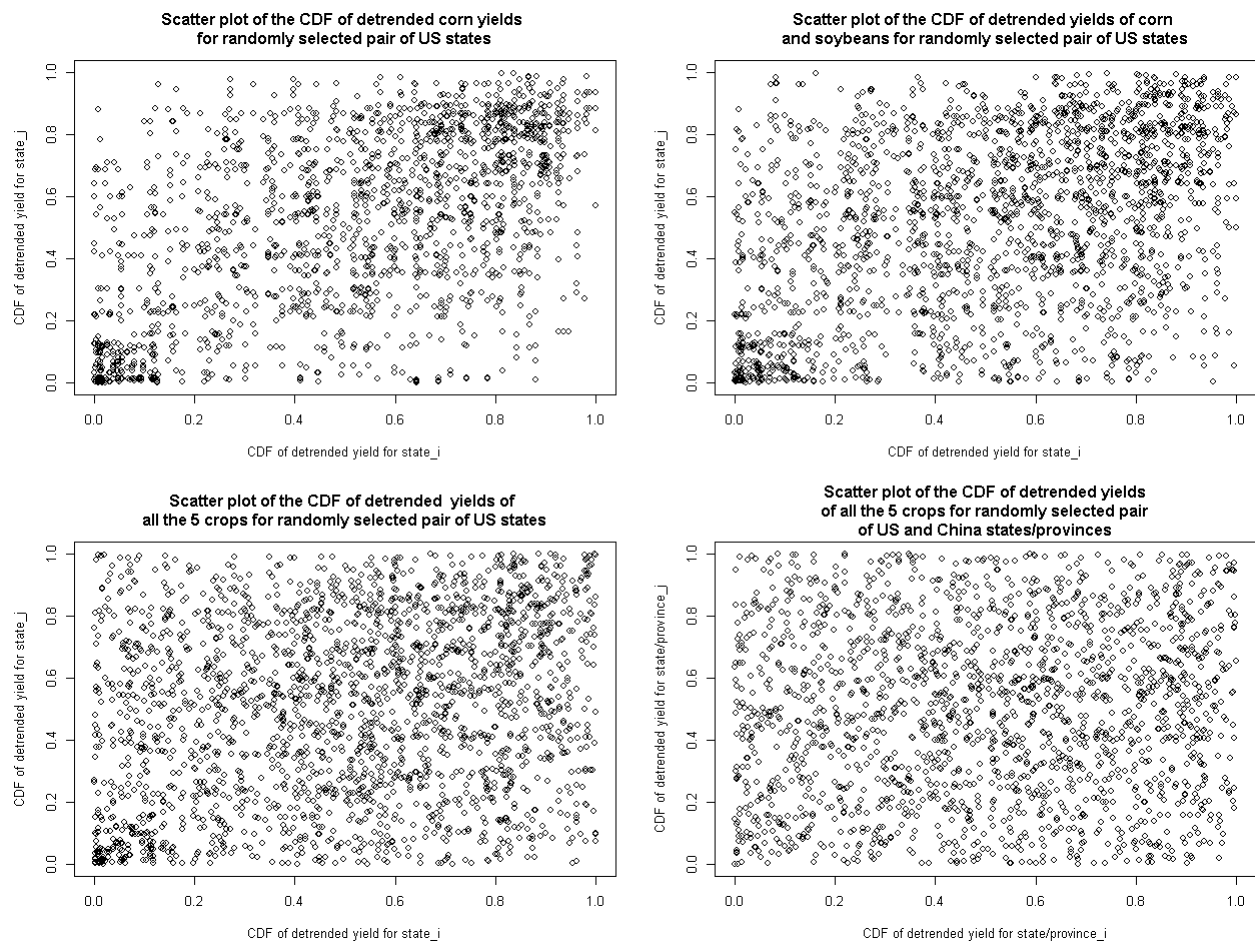 Scatter plot of the CDF of detrended corn yields
for randomly selected pair of US states
CDF of detrended yield for state_j
1.0
0.8
0.6
0.4
0.2
0.0
0.0 0.2 0.4 0.6 0.8 1.0
CDF of detrended yield for state_i
Scatter plot of the CDF of detrended yields of corn
and soybeans for randomly selected pair of US states
CDF of detrended yield for state_j
1.0
0.8
0.6
0.4
0.2
0.0
0.0 0.2 0.4 0.6 0.8 1.0
CDF of detrended yield for state_i
Scatter plot of the CDF of detrended yields of
all the 5 crops for randomly selected pair of US states
CDF of detrended yield for state_j
1.0
0.8
0.6
0.4
0.2
0.0
0.0 0.2 0.4 0.6 0.8 1.0
CDF of detrended yield for state_i
Scatter plot of the CDF of detrended yields
of all the 5 crops for randomly selected pair
of US and China states/provinces
CDF of detrended yield for state/province_j
1.0
0.8
0.6
0.4
0.2
0.0
0.0 0.2 0.4 0.6 0.8 1.0
CDF of detrended yield for state/province_i